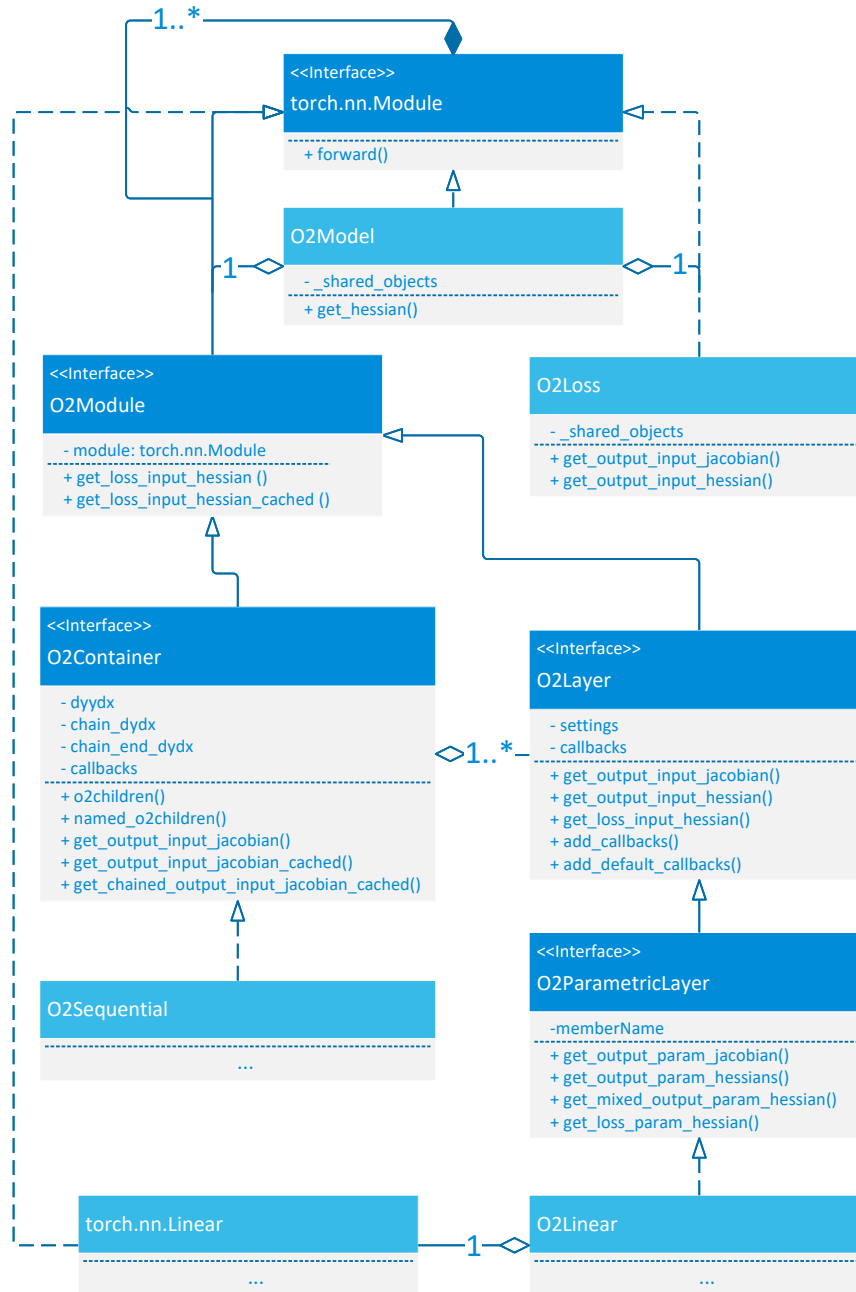 1..*
<<Interface>>
torch.nn.Module
+ forward()
O2Model
- _shared_objects
+ get_hessian()
1
1
<<Interface>>
O2Module
- module: torch.nn.Module
+ get_loss_input_hessian ()
+ get_loss_input_hessian_cached ()
O2Loss
- _shared_objects
+ get_output_input_jacobian()
+ get_output_input_hessian()
<<Interface>>
O2Container
- dyydx
- chain_dydx
- chain_end_dydx
- callbacks
+ o2children()
+ named_o2children()
+ get_output_input_jacobian()
+ get_output_input_jacobian_cached()
+ get_chained_output_input_jacobian_cached()
1..*
<<Interface>>
O2Layer
- settings
- callbacks
+ get_output_input_jacobian()
+ get_output_input_hessian()
+ get_loss_input_hessian()
+ add_callbacks()
+ add_default_callbacks()
O2Sequential
...
<<Interface>>
O2ParametricLayer
-memberName
+ get_output_param_jacobian()
+ get_output_param_hessians()
+ get_mixed_output_param_hessian()
+ get_loss_param_hessian()
torch.nn.Linear
...
1
O2Linear
...